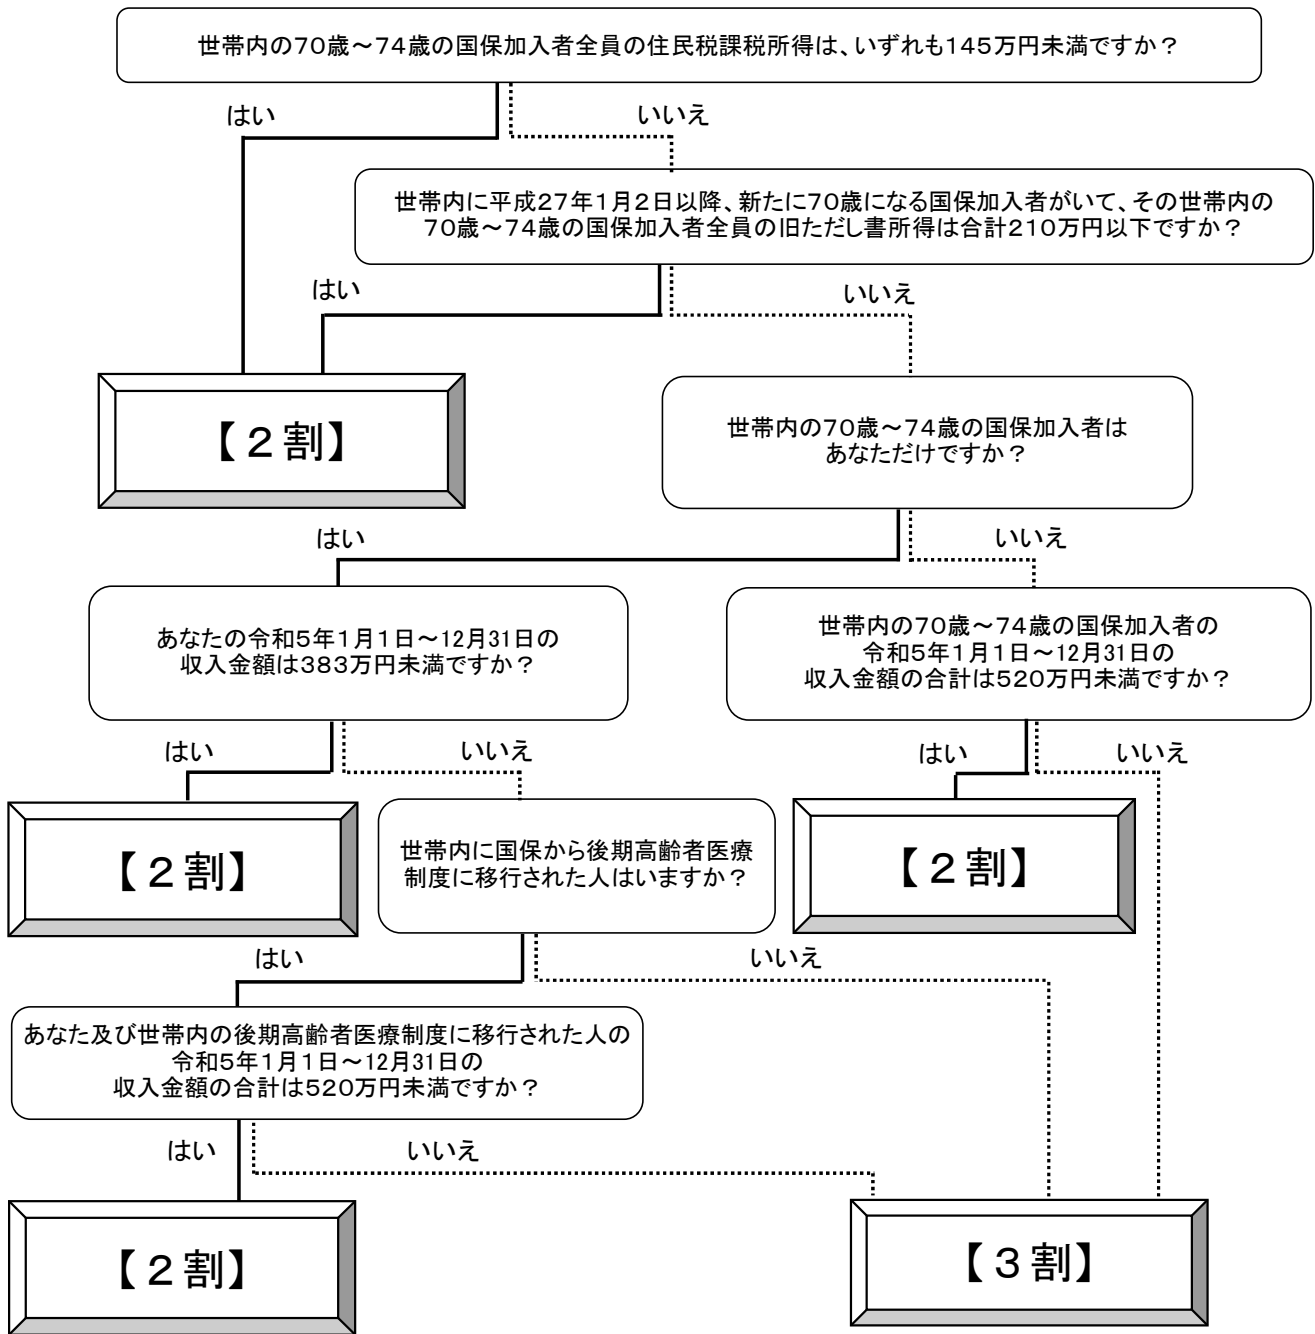 世帯内の70歳～74歳の国保加入者全員の住民税課税所得は、いずれも145万円未満ですか？
はい
いいえ
世帯内に平成27年1月2日以降、新たに70歳になる国保加入者がいて、その世帯内の
70歳～74歳の国保加入者全員の旧ただし書所得は合計210万円以下ですか？
はい
いいえ
【２割】
世帯内の70歳～74歳の国保加入者は
あなただけですか？
はい
いいえ
あなたの令和5年1月1日～12月31日の
収入金額は383万円未満ですか？
世帯内の70歳～74歳の国保加入者の
令和5年1月1日～12月31日の
収入金額の合計は520万円未満ですか？
はい
いいえ
はい
いいえ
【２割】
世帯内に国保から後期高齢者医療
制度に移行された人はいますか？
【２割】
はい
いいえ
あなた及び世帯内の後期高齢者医療制度に移行された人の
令和5年1月1日～12月31日の
収入金額の合計は520万円未満ですか？
はい
いいえ
【２割】
【３割】